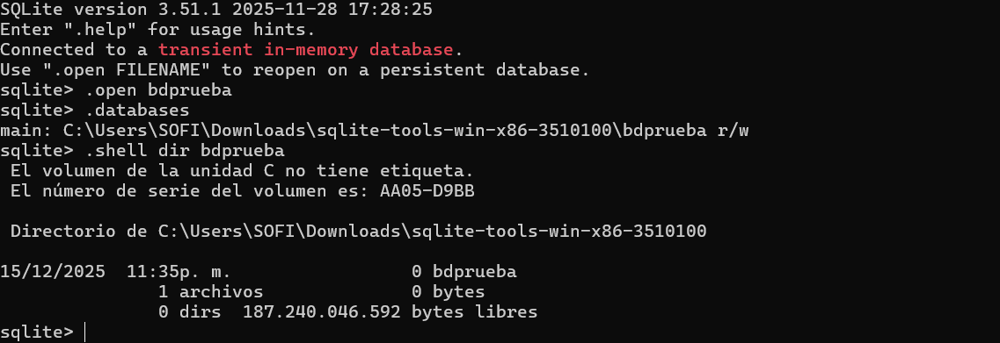 SQLite version 3.51.1 2025-11-28 17:28:25
Enter ".help" for usage hints.
Connected to a transient in-memory database.
Use ".open FILENAME" to reopen on a persistent database.
sqlite> .open bdprueba
sqlite> .databases
main: C:\Users\SOFI\Downloads\sqlite-tools-win-x86-3510100\bdprueba r/w
sqlite> .shell dir bdprueba
 El volumen de la unidad C no tiene etiqueta.
 El número de serie del volumen es: AA05-D9BB

 Directorio de C:\Users\SOFI\Downloads\sqlite-tools-win-x86-3510100

15/12/2025  11:35p. m.                 0 bdprueba
               1 archivos              0 bytes
               0 dirs  187.240.046.592 bytes libres
sqlite>